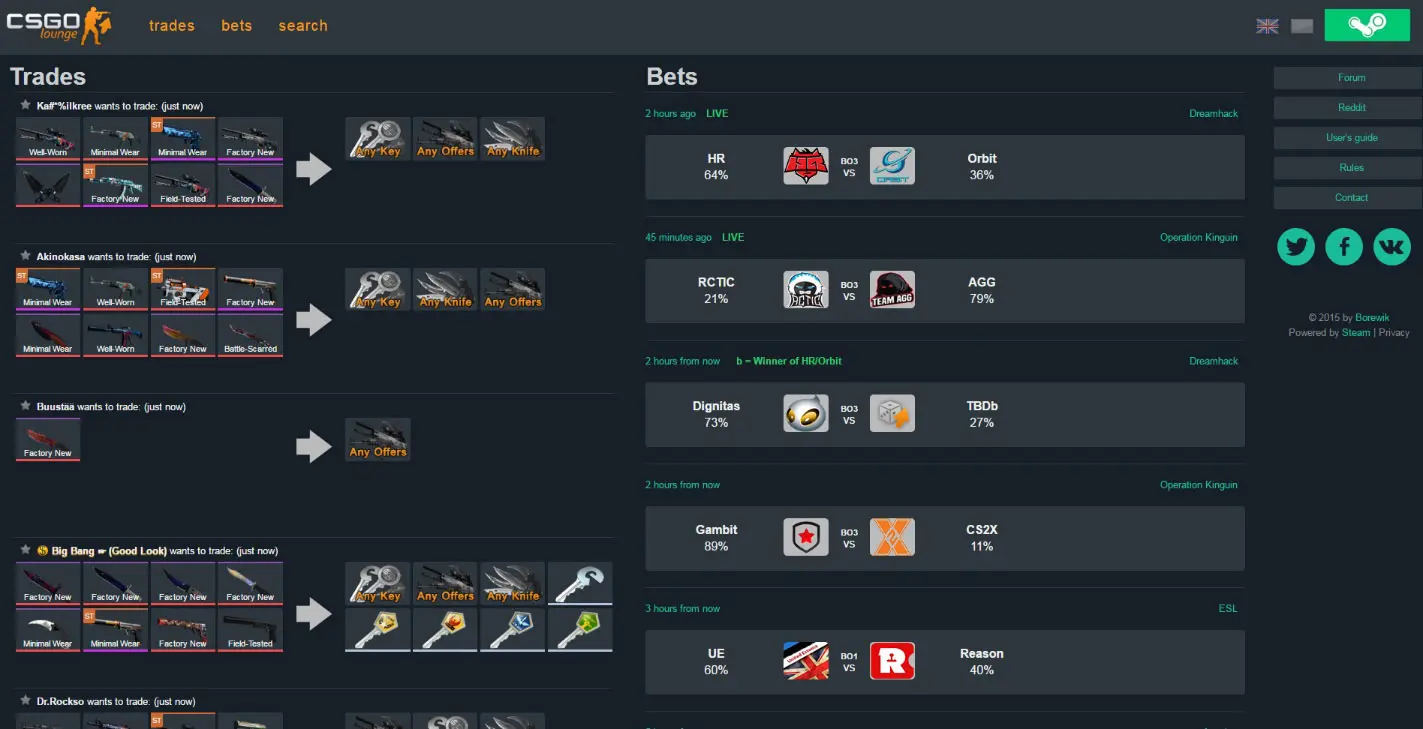 CSGO lounge
trades bets search
Trades
Kaff*%ilkree wants to trade: (just now)
Well-Worn
ST Minimal Wear
Minimal Wear
Factory New
Any Key Any Offers Any Knife
ST Factory New
Field-Tested
Factory New
Akinokasa wants to trade: (just now)
ST Minimal Wear
Well-Worn
ST Field-Tested
Factory New
Any Key Any Knife Any Offers
Minimal Wear
Well-Worn
Factory New
Battle-Scarred
Buustää wants to trade: (just now)
Factory New
Any Offers
Big Bang (Good Look) wants to trade: (just now)
Factory New
Factory New
Factory New
Factory New
Any Key Any Offers Any Knife
Minimal Wear
ST Minimal Wear
Factory New
Field-Tested
Dr.Rockso wants to trade: (just now)
ST
Bets
2 hours ago LIVE Dreamhack
HR BO3 Orbit
64% VS ORBIT 36%
45 minutes ago LIVE Operation Kinguin
RCTIC RCTIC BO3 TEAM AGG AGG
21% VS 79%
2 hours from now b – Winner of HR/Orbit Dreamhack
Dignitas BO3 TBDb
73% VS 27%
2 hours from now Operation Kinguin
Gambit BO3 CS2X
89% VS 11%
3 hours from now ESL
UE United Estonia BO1 R Reason
60% VS 40%
Forum
Reddit
User's guide
Rules
Contact
© 2015 by Borewik
Powered by Steam | Privacy